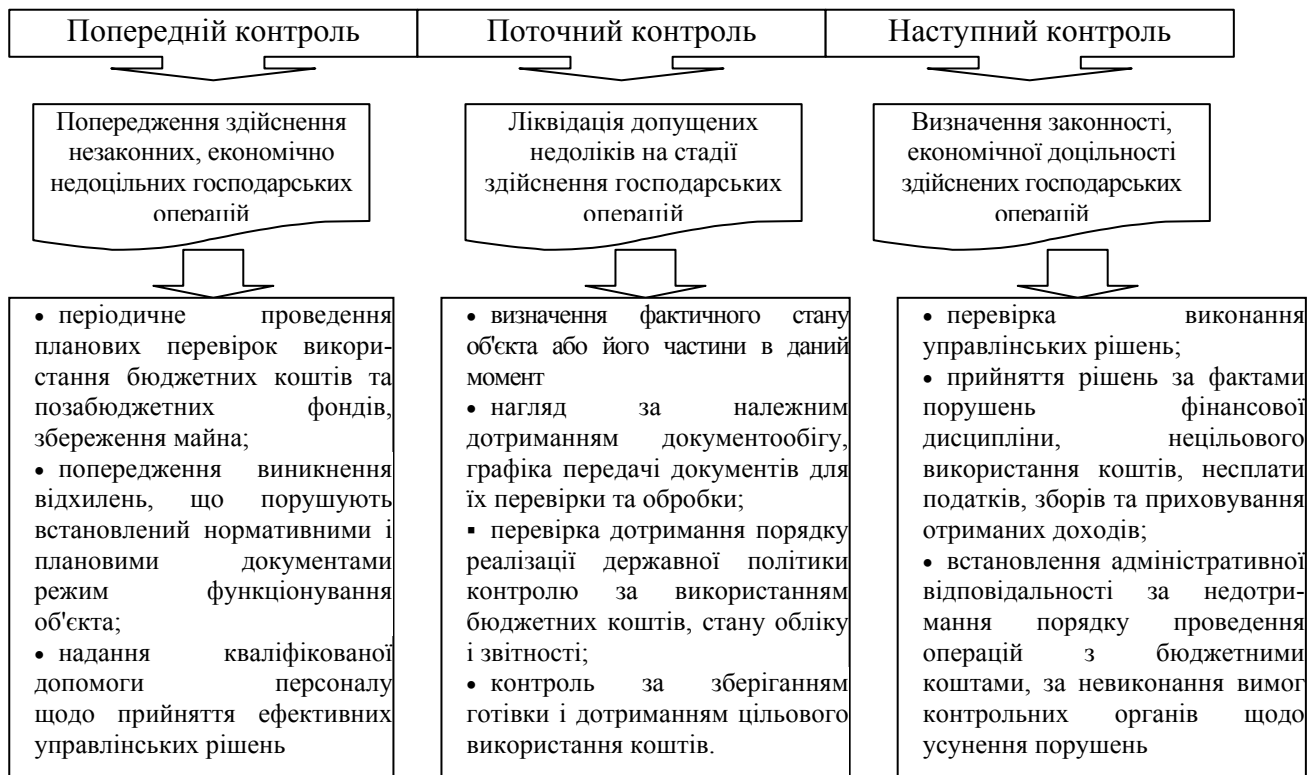 Попередній контроль
Поточний контроль
Наступний контроль
Попередження здійснення
незаконних, економічно
недоцільних господарських
операцій
Ліквідація допущених
недоліків на стадії
здійснення господарських
операцій
Визначення законності,
економічної доцільності
здійснених господарських
операцій
• періодичне проведення
планових перевірок викори-
стання бюджетних коштів та
позабюджетних фондів,
збереження майна;
• попередження виникнення
відхилень, що порушують
встановлений нормативними і
плановими документами
режим функціонування
об'єкта;
• надання кваліфікованої
допомоги персоналу
щодо прийняття ефективних
управлінських рішень
• визначення фактичного стану
об'єкта або його частини в даний
момент
• нагляд за належним
дотриманням документообігу,
графіка передачі документів для
їх перевірки та обробки;
▪ перевірка дотримання порядку
реалізації державної політики
контролю за використанням
бюджетних коштів, стану обліку
і звітності;
• контроль за зберіганням
готівки і дотриманням цільового
використання коштів.
• перевірка виконання
управлінських рішень;
• прийняття рішень за фактами
порушень фінансової
дисципліни, нецільового
використання коштів, несплати
податків, зборів та приховування
отриманих доходів;
• встановлення адміністративної
відповідальності за недотри-
мання порядку проведення
операцій з бюджетними
коштами, за невиконання вимог
контрольних органів щодо
усунення порушень